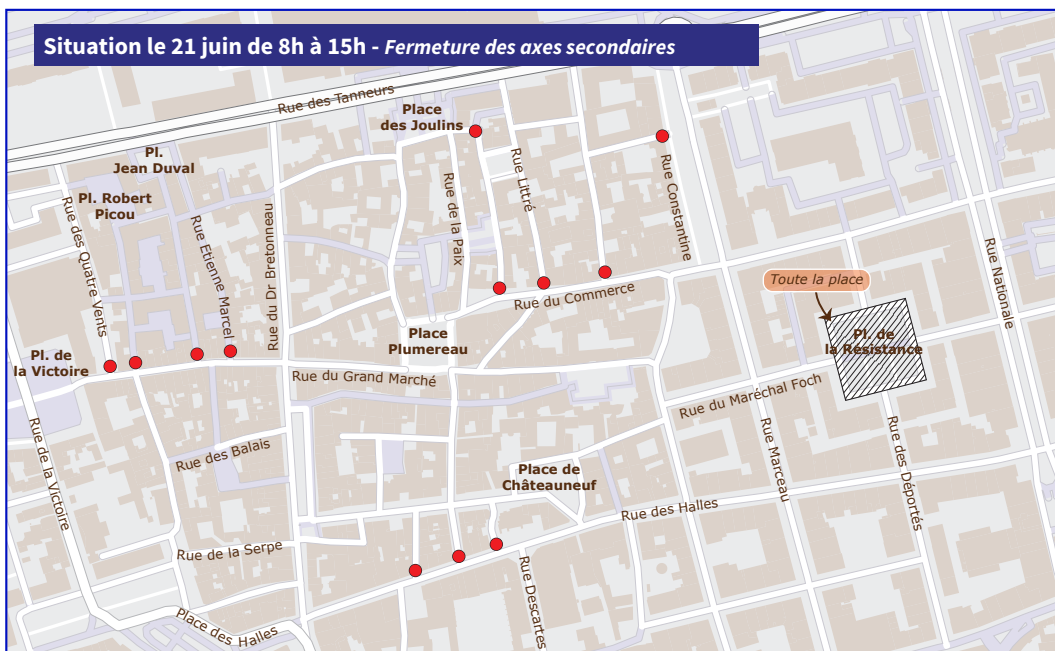 Situation le 21 juin de 8h à 15h - Fermeture des axes secondaires
Rue des Tanneurs
Place
des Joulins
Pl.
Jean Duval
Pl. Robert
Picou
Rue des Quatre Vents
Rue Etienne Marcel
Rue du Dr Bretonneau
Rue de la Paix
Rue Littré
Rue Constantine
Rue du Commerce
Toute la place
Rue Nationale
Pl. de
la Résistance
Place
Plumereau
Pl. de
la Victoire
Rue du Grand Marché
Rue du Maréchal Foch
Rue de la Victoire
Rue des Balais
Place de
Châteauneuf
Rue Marceau
Rue des Déportés
Rue des Halles
Rue de la Serpe
Rue Descartes
Place des Halles